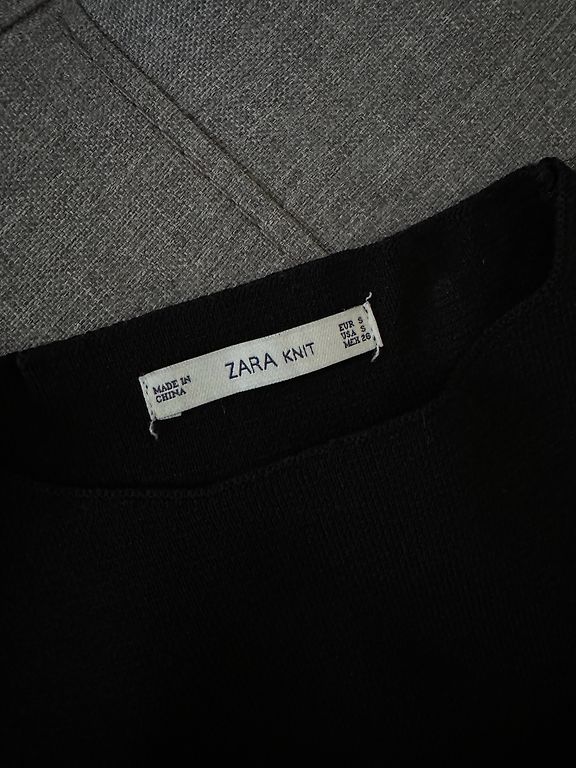 MADE IN
CHINA
ZARA KNIT
EUR S
USA S
MEX 26